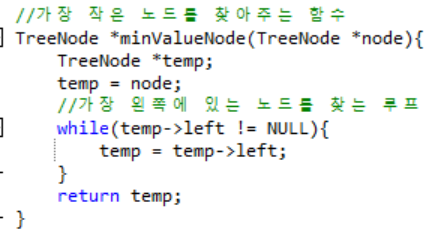 //가장 작은 노드를 찾아주는 함수
TreeNode *minValueNode(TreeNode *node){
    TreeNode *temp;
    temp = node;
    //가장 왼쪽에 있는 노드를 찾는 루프
    while(temp->left != NULL){
        temp = temp->left;
    }
    return temp;
}